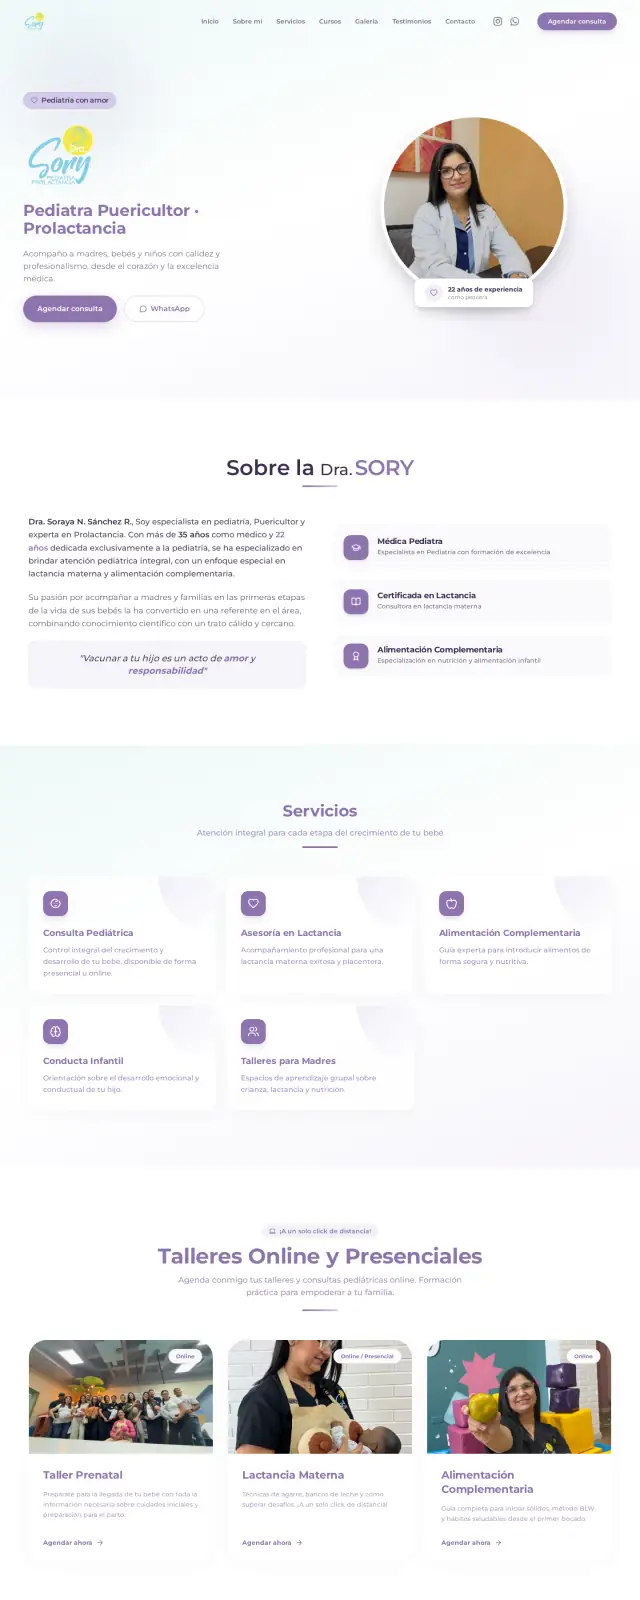 Sory
Inicio
Sobre mí
Servicios
Cursos
Galería
Testimonios
Contacto
Agendar consulta
Pediatría con amor
Dra.
Sory
PEDIATRA
PROLACTANCIA
Pediatra Puericultor ·
Prolactancia
Acompaño a madres, bebés y niños con calidez y
profesionalismo, desde el corazón y la excelencia
médica.
Agendar consulta
WhatsApp
22 años de experiencia
como pediatra
Sobre la Dra. SORY
Dra. Soraya N. Sánchez R., Soy especialista en pediatría, Puericultor y
experta en Prolactancia. Con más de 35 años como médico y 22
años dedicada exclusivamente a la pediatría, se ha especializado en
brindar atención pediátrica integral, con un enfoque especial en
lactancia materna y alimentación complementaria.
Su pasión por acompañar a madres y familias en las primeras etapas
de la vida de sus bebés la ha convertido en una referente en el área,
combinando conocimiento científico con un trato cálido y cercano.
"Vacunar a tu hijo es un acto de amor y
responsabilidad"
Médica Pediatra
Especialista en Pediatría con formación de excelencia
Certificada en Lactancia
Consultora en lactancia materna
Alimentación Complementaria
Especialización en nutrición y alimentación infantil
Servicios
Atención integral para cada etapa del crecimiento de tu bebé
Consulta Pediátrica
Control integral del crecimiento y
desarrollo de tu bebé, disponible de forma
presencial u online.
Asesoría en Lactancia
Acompañamiento profesional para una
lactancia materna exitosa y placentera.
Alimentación Complementaria
Guía experta para introducir alimentos de
forma segura y nutritiva.
Conducta Infantil
Orientación sobre el desarrollo emocional y
conductual de tu hijo.
Talleres para Madres
Espacios de aprendizaje grupal sobre
crianza, lactancia y nutrición.
¡A un solo click de distancia!
Talleres Online y Presenciales
Agenda conmigo tus talleres y consultas pediátricas online. Formación
práctica para empoderar a tu familia.
Online
Taller Prenatal
Prepárate para la llegada de tu bebé con toda la
información necesaria sobre cuidados iniciales y
preparación para el parto.
Agendar ahora
Online / Presencial
Lactancia Materna
Técnicas de agarre, bancos de leche y cómo
superar desafíos. ¡A un solo click de distancia!
Agendar ahora
Online
Alimentación
Complementaria
Guía completa para iniciar sólidos, método BLW
y hábitos saludables desde el primer bocado.
Agendar ahora